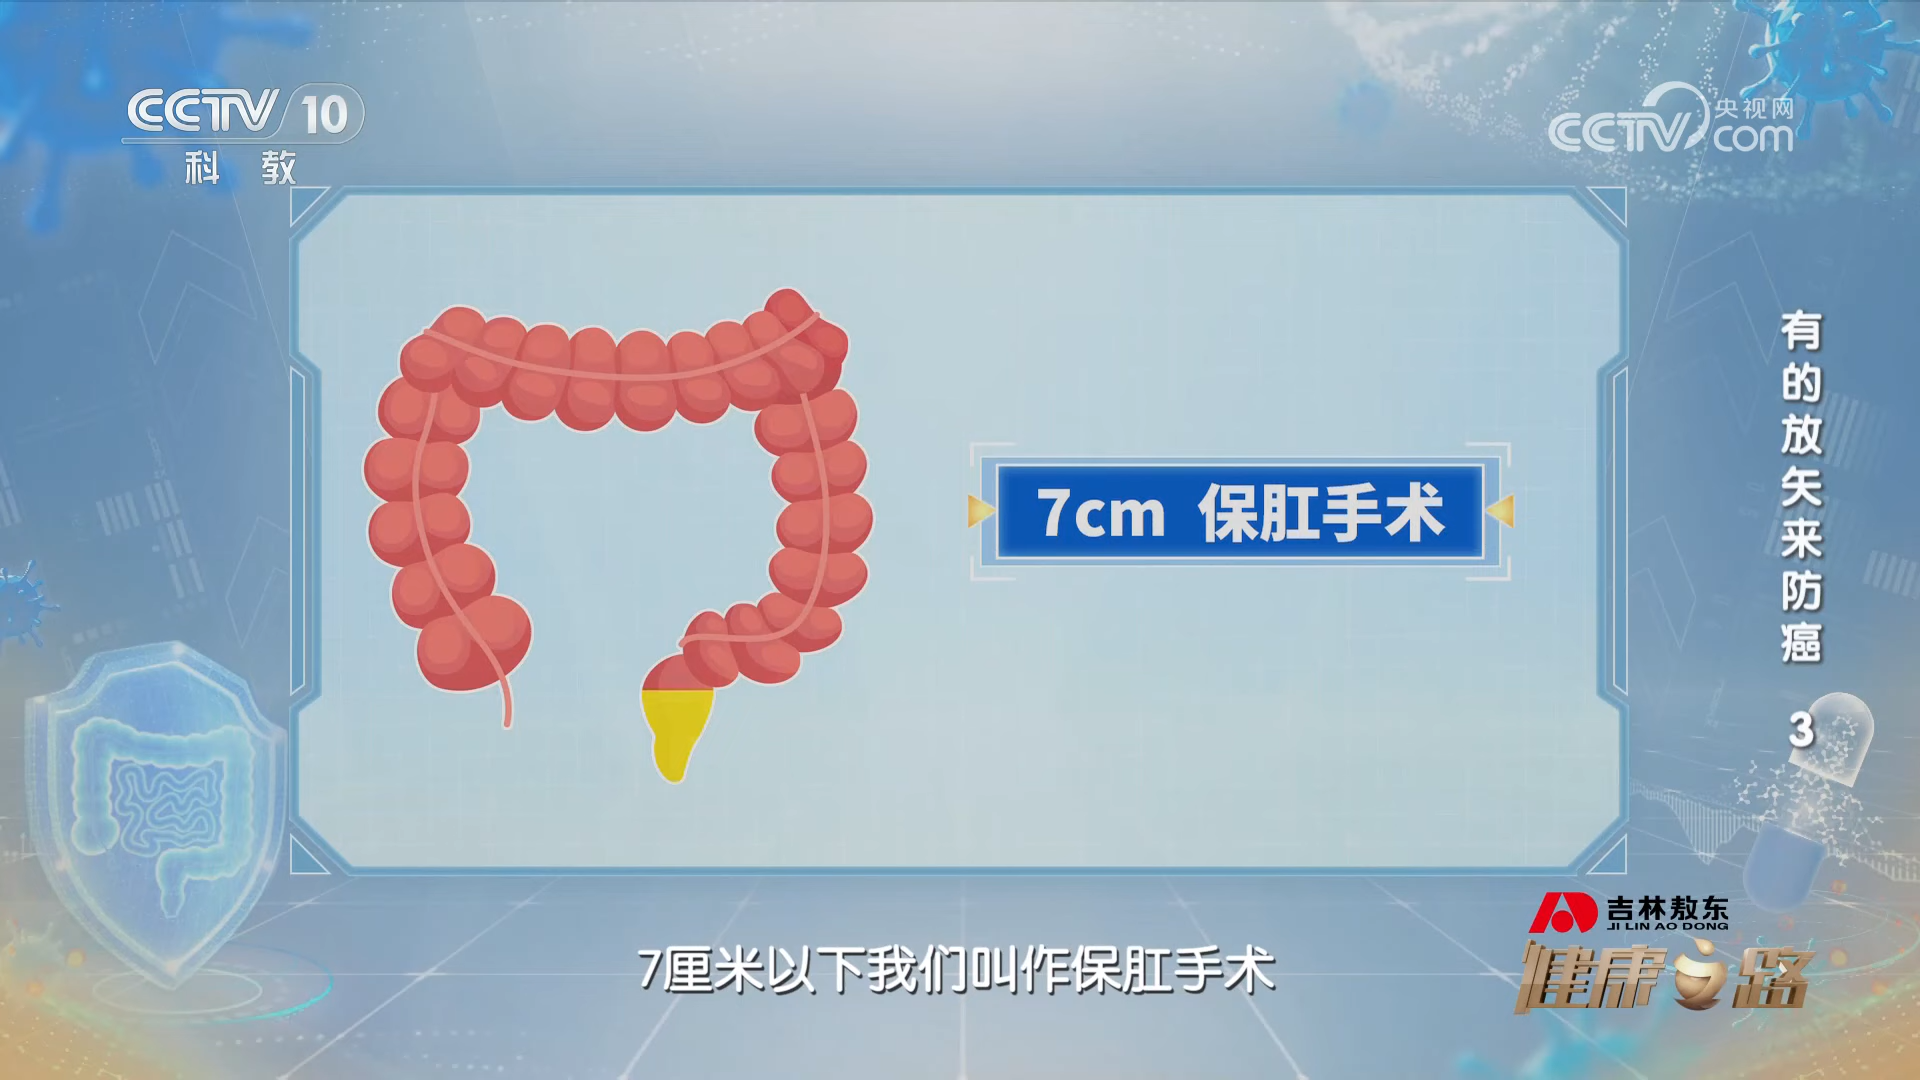 CCTV 10
科 教
央视网
CCTV.com
7cm 保肛手术
有的放矢来防癌 3
吉林敖东
JI LIN AO DONG
健康之路
7厘米以下我们叫作保肛手术